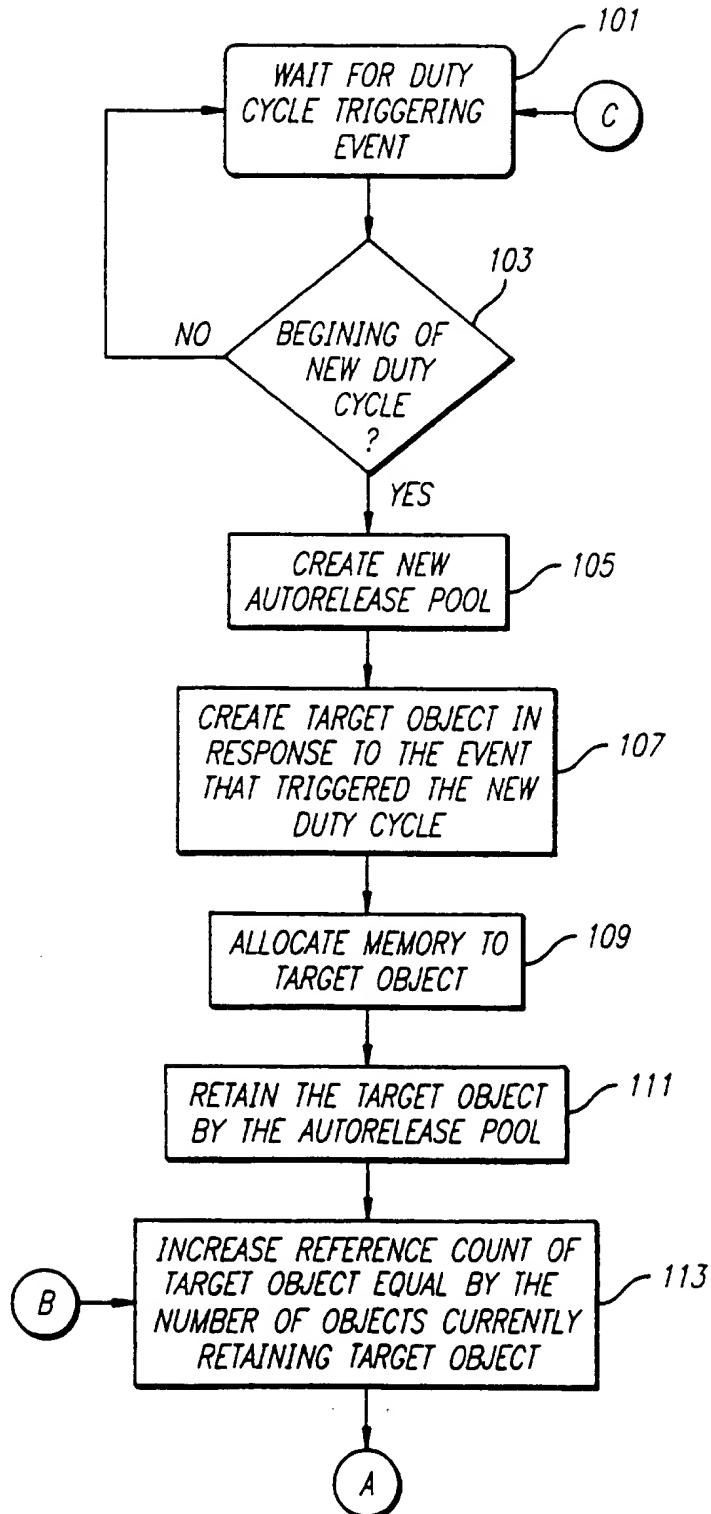 101
WAIT FOR DUTY
CYCLE TRIGGERING
EVENT
C
103
NO
BEGINING OF
NEW DUTY
CYCLE
?
YES
CREATE NEW
AUTORELEASE POOL
105
CREATE TARGET OBJECT IN
RESPONSE TO THE EVENT
THAT TRIGGERED THE NEW
DUTY CYCLE
107
ALLOCATE MEMORY TO
TARGET OBJECT
109
RETAIN THE TARGET OBJECT
BY THE AUTORELEASE POOL
111
INCREASE REFERENCE COUNT OF
TARGET OBJECT EQUAL BY THE
NUMBER OF OBJECTS CURRENTLY
RETAINING TARGET OBJECT
113
B
A